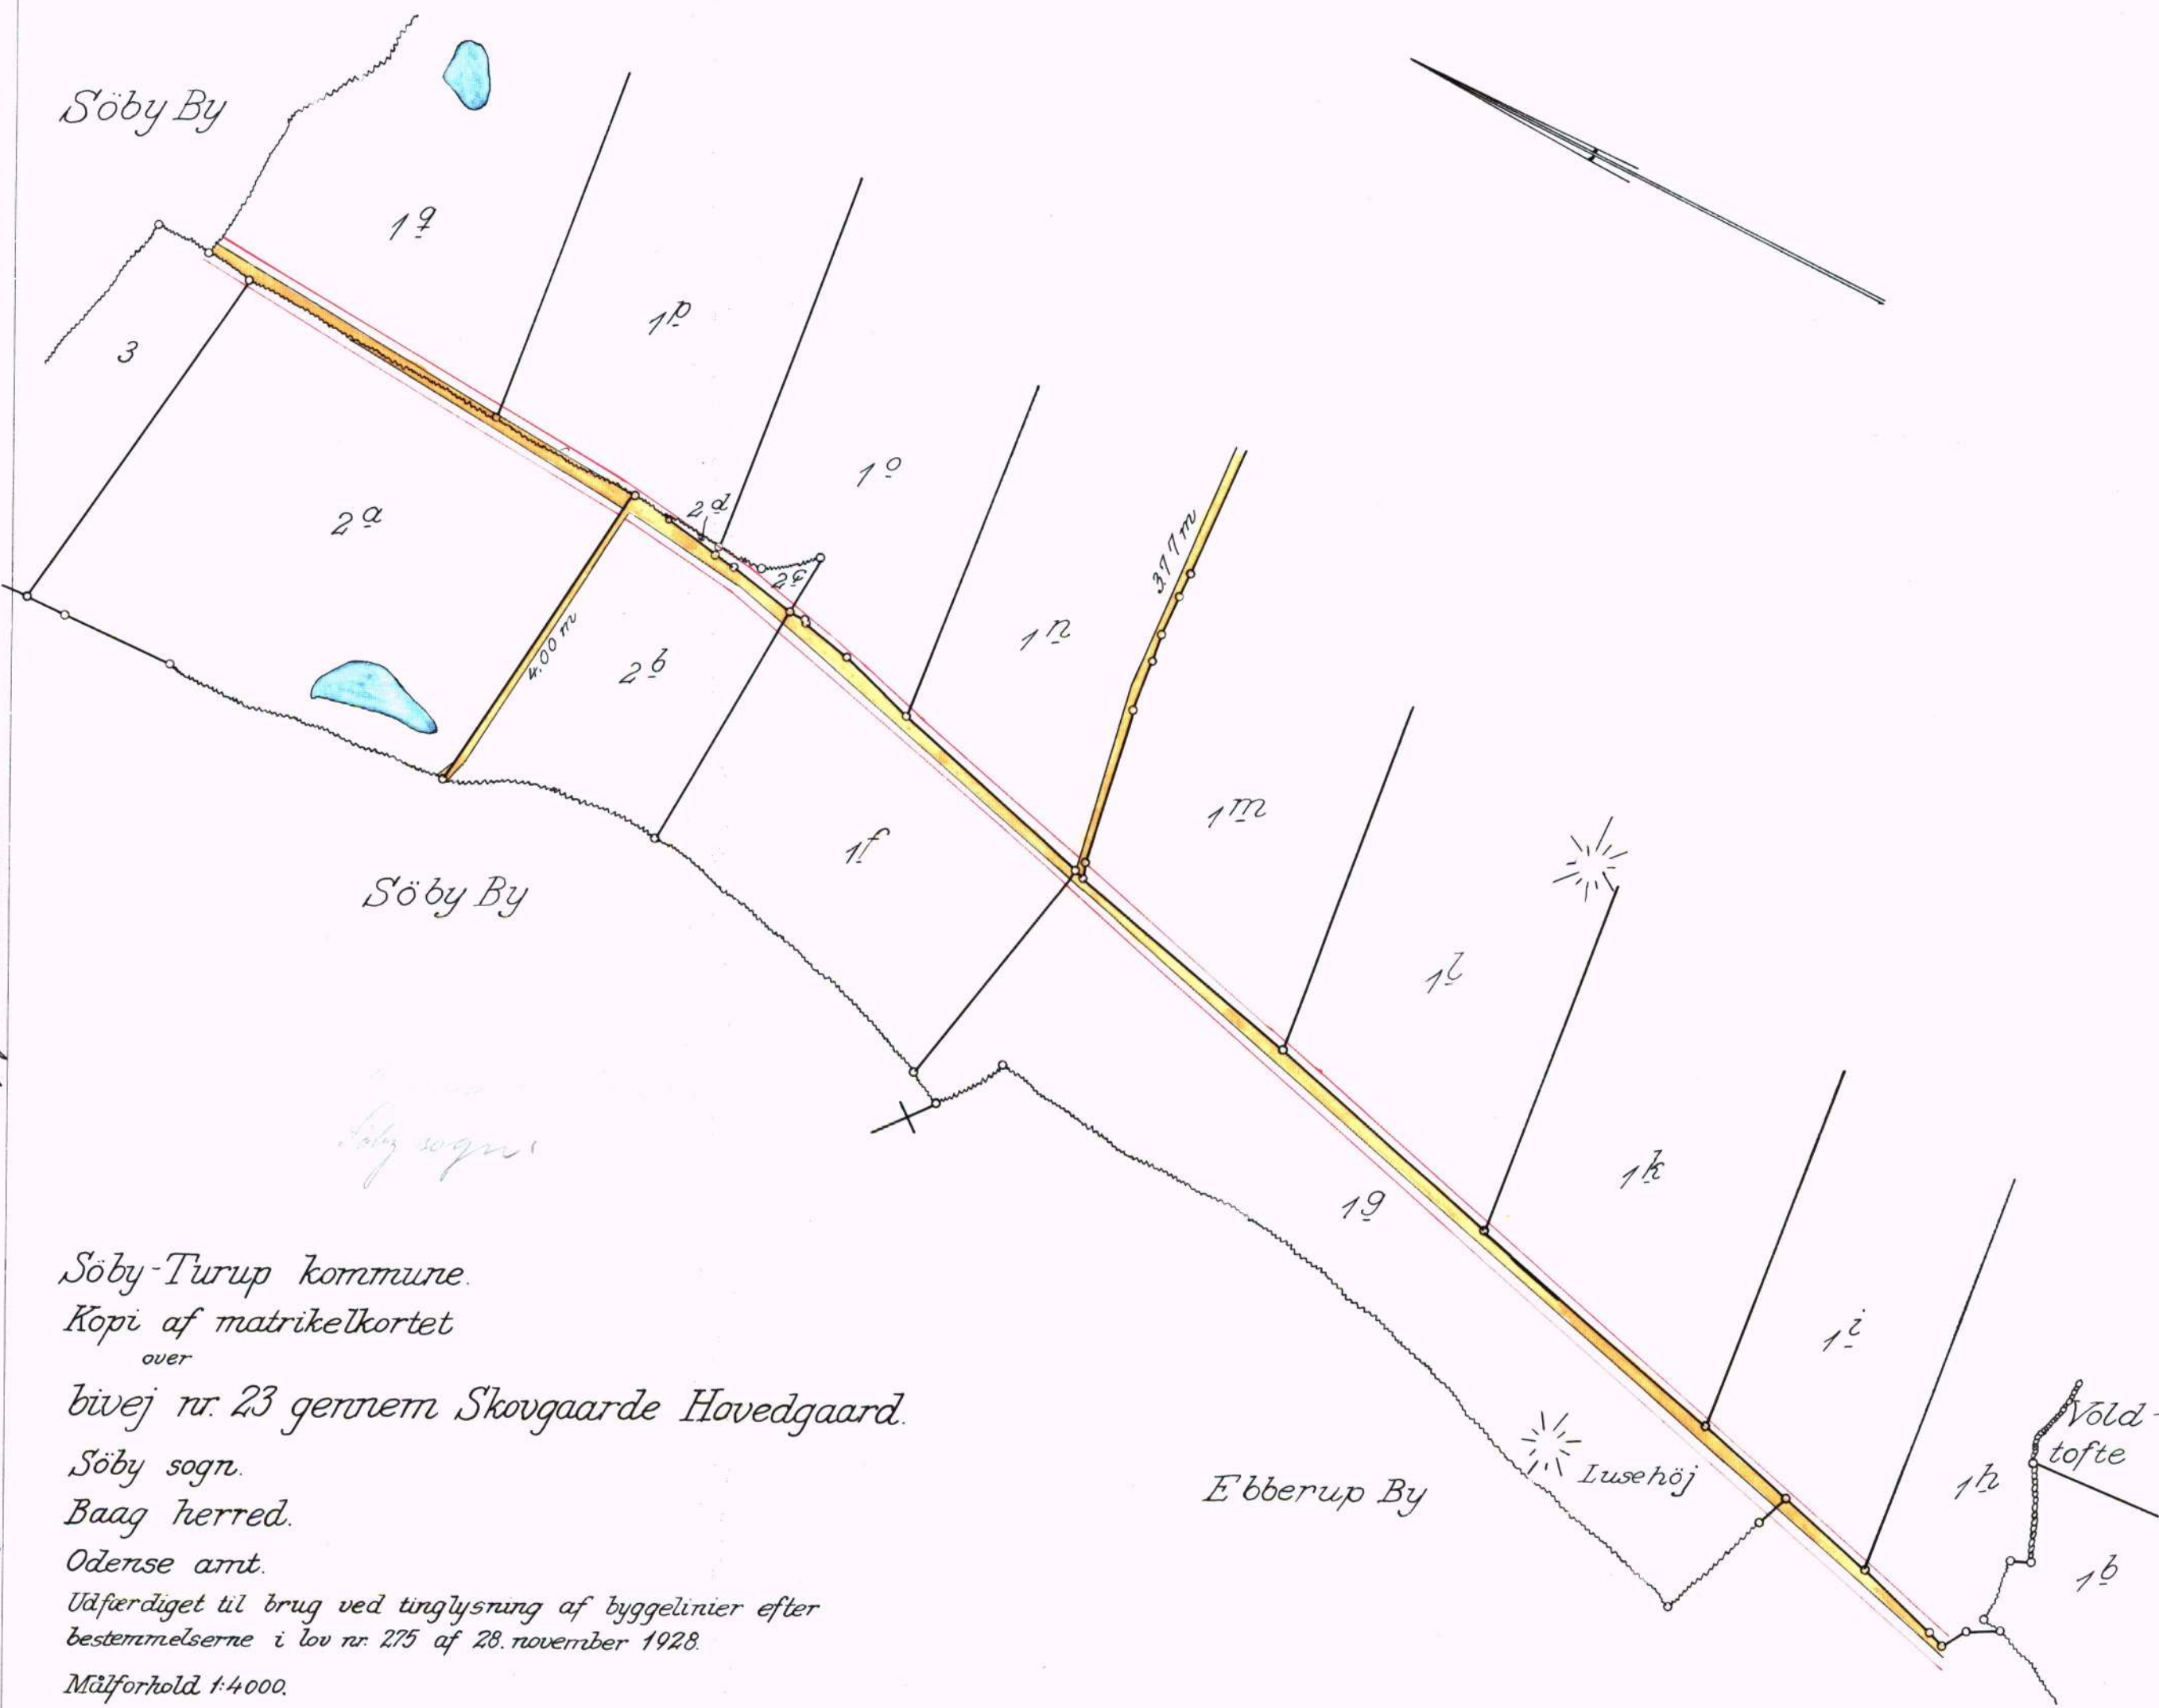 Söby By
1q
1p
3
2a
1o
2d
2c
377 m
1n
4.00 m
2b
1m
1f
Söby By
1l
1k
1g
Söby sogn.
1i
Vold-
tofte
1h
1b
Lusehöj
Ebberup By
Söby-Turup kommune.
Kopi af matrikelkortet
over
bivej nr. 23 gennem Skovgaarde Hovedgaard.
Söby sogn.
Baag herred.
Odense amt.
Udfærdiget til brug ved tinglysning af byggelinier efter
bestemmelserne i lov nr. 275 af 28. november 1928.
Målforhold 1:4000.